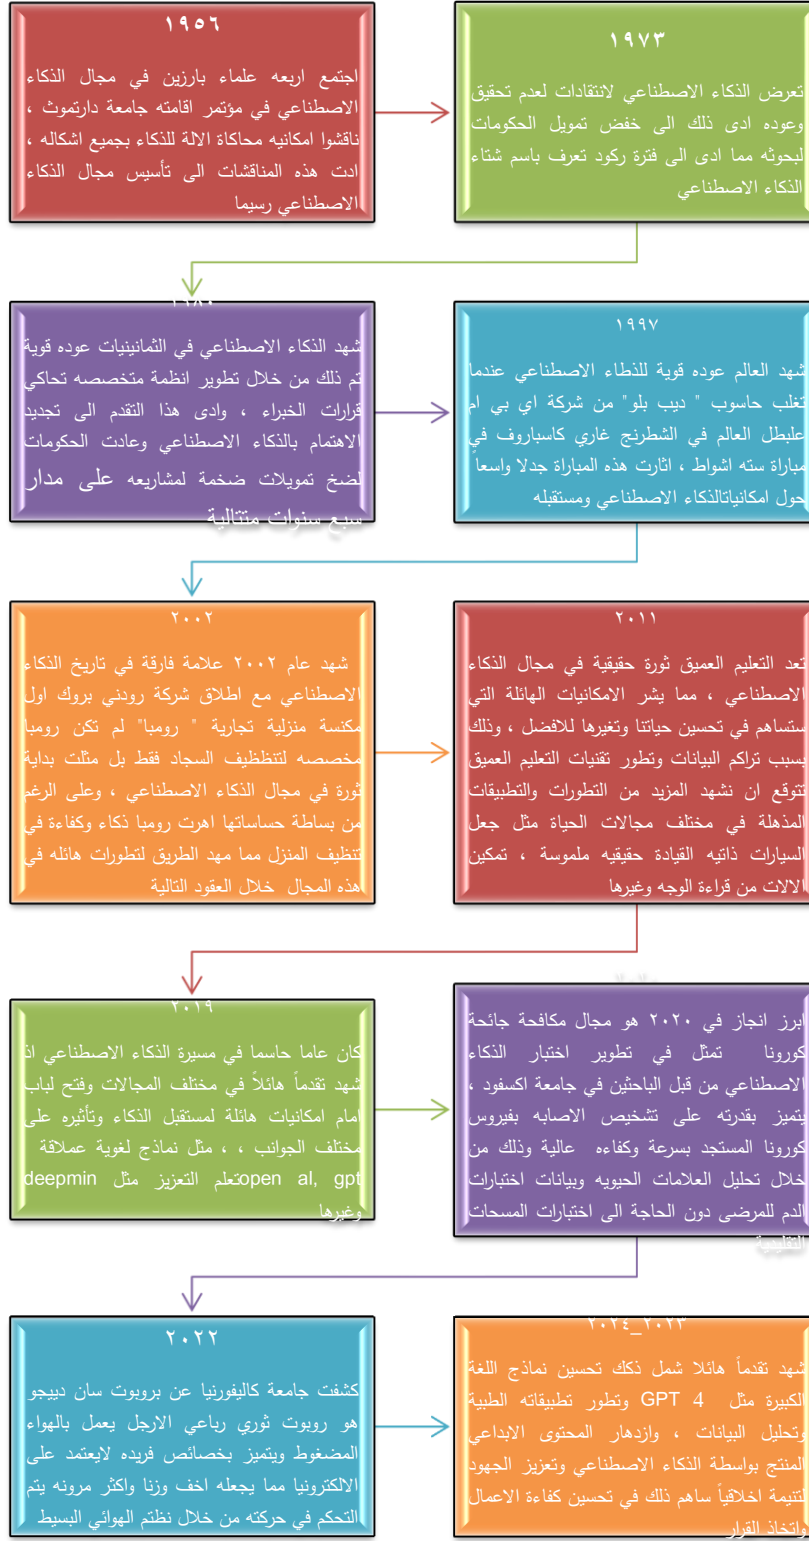 ١٩٥٦
اجتمع اربعه علماء بارزين في مجال الذكاء
الاصطناعي في مؤتمر اقامته جامعة دارتموث ،
ناقشوا امكانيه محاكاة الالة للذكاء بجميع اشكاله ،
ادت هذه المناقشات الى تأسيس مجال الذكاء
الاصطناعي رسيما
١٩٧٣
تعرض الذكاء الاصطناعي لانتقادات لعدم تحقيق
وعوده ادى ذلك الى خفض تمويل الحكومات
لبحوثه مما ادى الى فترة ركود تعرف باسم شتاء
الذكاء الاصطناعي
١٩٨٠
شهد الذكاء الاصطناعي في الثمانينيات عوده قوية
تم ذلك من خلال تطوير انظمة متخصصه تحاكي
قرارات الخبراء ، وادى هذا التقدم الى تجديد
الاهتمام بالذكاء الاصطناعي وعادت الحكومات
لضخ تمويلات ضخمة لمشاريعه على مدار
سبع سنوات متتالية
١٩٩٧
شهد العالم عوده قوية للذطاء الاصطناعي عندما
تغلب حاسوب " ديب بلو" من شركة اي بي ام
علبطل العالم في الشطرنج غاري كاسباروف في
مباراة سته اشواط ، اثارت هذه المباراة جدلا واسعاً
حول امكانياتالذكاء الاصطناعي ومستقبله
٢٠٠٢
شهد عام ٢٠٠٢ علامة فارقة في تاريخ الذكاء
الاصطناعي مع اطلاق شركة رودني بروك اول
مكنسة منزلية تجارية " رومبا" لم تكن رومبا
مخصصه لتنظظيف السجاد فقط بل مثلت بداية
ثورة في مجال الذكاء الاصطناعي ، وعلى الرغم
من بساطة حساساتها اهرت رومبا ذكاء وكفاءة في
تنظيف المنزل مما مهد الطريق لتطورات هائله في
هذه المجال خلال العقود التالية
٢٠١١
تعد التعليم العميق ثورة حقيقية في مجال الذكاء
الاصطناعي ، مما يشر الامكانيات الهائلة التي
ستساهم في تحسين حياتنا وتغيرها للافضل ، وذلك
بسبب تراكم البيانات وتطور تقنيات التعليم العميق
نتوقع ان نشهد المزيد من التطورات والتطبيقات
المذهلة في مختلف مجالات الحياة مثل جعل
السيارات ذاتيه القيادة حقيقيه ملموسة ، تمكين
الالات من قراءة الوجه وغيرها
٢٠١٩
كان عاما حاسما في مسيرة الذكاء الاصطناعي اذ
شهد تقدماً هائلاً في مختلف المجالات وفتح لباب
امام امكانيات هائلة لمستقبل الذكاء وتأثيره على
مختلف الجوانب ، ، مثل نماذج لغوية عملاقة
open al, gptتعلم التعزيز مثل deepmin
وغيرها
ابرز انجاز في ٢٠٢٠ هو مجال مكافحة جائحة
كورونا تمثل في تطوير اختبار الذكاء
الاصطناعي من قبل الباحثين في جامعة اكسفود ،
يتميز بقدرته على تشخيص الاصابه بفيروس
كورونا المستجد بسرعة وكفاءه عالية وذلك من
خلال تحليل العلامات الحيويه وبيانات اختبارات
الدم للمرضى دون الحاجة الى اختبارات المسحات
التقليدية
٢٠٢٢
كشفت جامعة كاليفورنيا عن بروبوت سان دييجو
هو روبوت ثوري رباعي الارجل يعمل بالهواء
المضغوط ويتميز بخصائص فريده لايعتمد على
الالكترونيا مما يجعله اخف وزنا واكثر مرونه يتم
التحكم في حركته من خلال نظتم الهوائي البسيط
٢٠٢٣_٢٠٢٤
شهد تقدماً هائلا شمل ذكك تحسين نماذج اللغة
الكبيرة مثل GPT 4 وتطور تطبيقاته الطبية
وتحليل البيانات ، وازدهار المحتوى الابداعي
المنتج بواسطة الذكاء الاصطناعي وتعزيز الجهود
لتنيمة اخلاقياً ساهم ذلك في تحسين كفاءة الاعمال
واتخاذ القرار